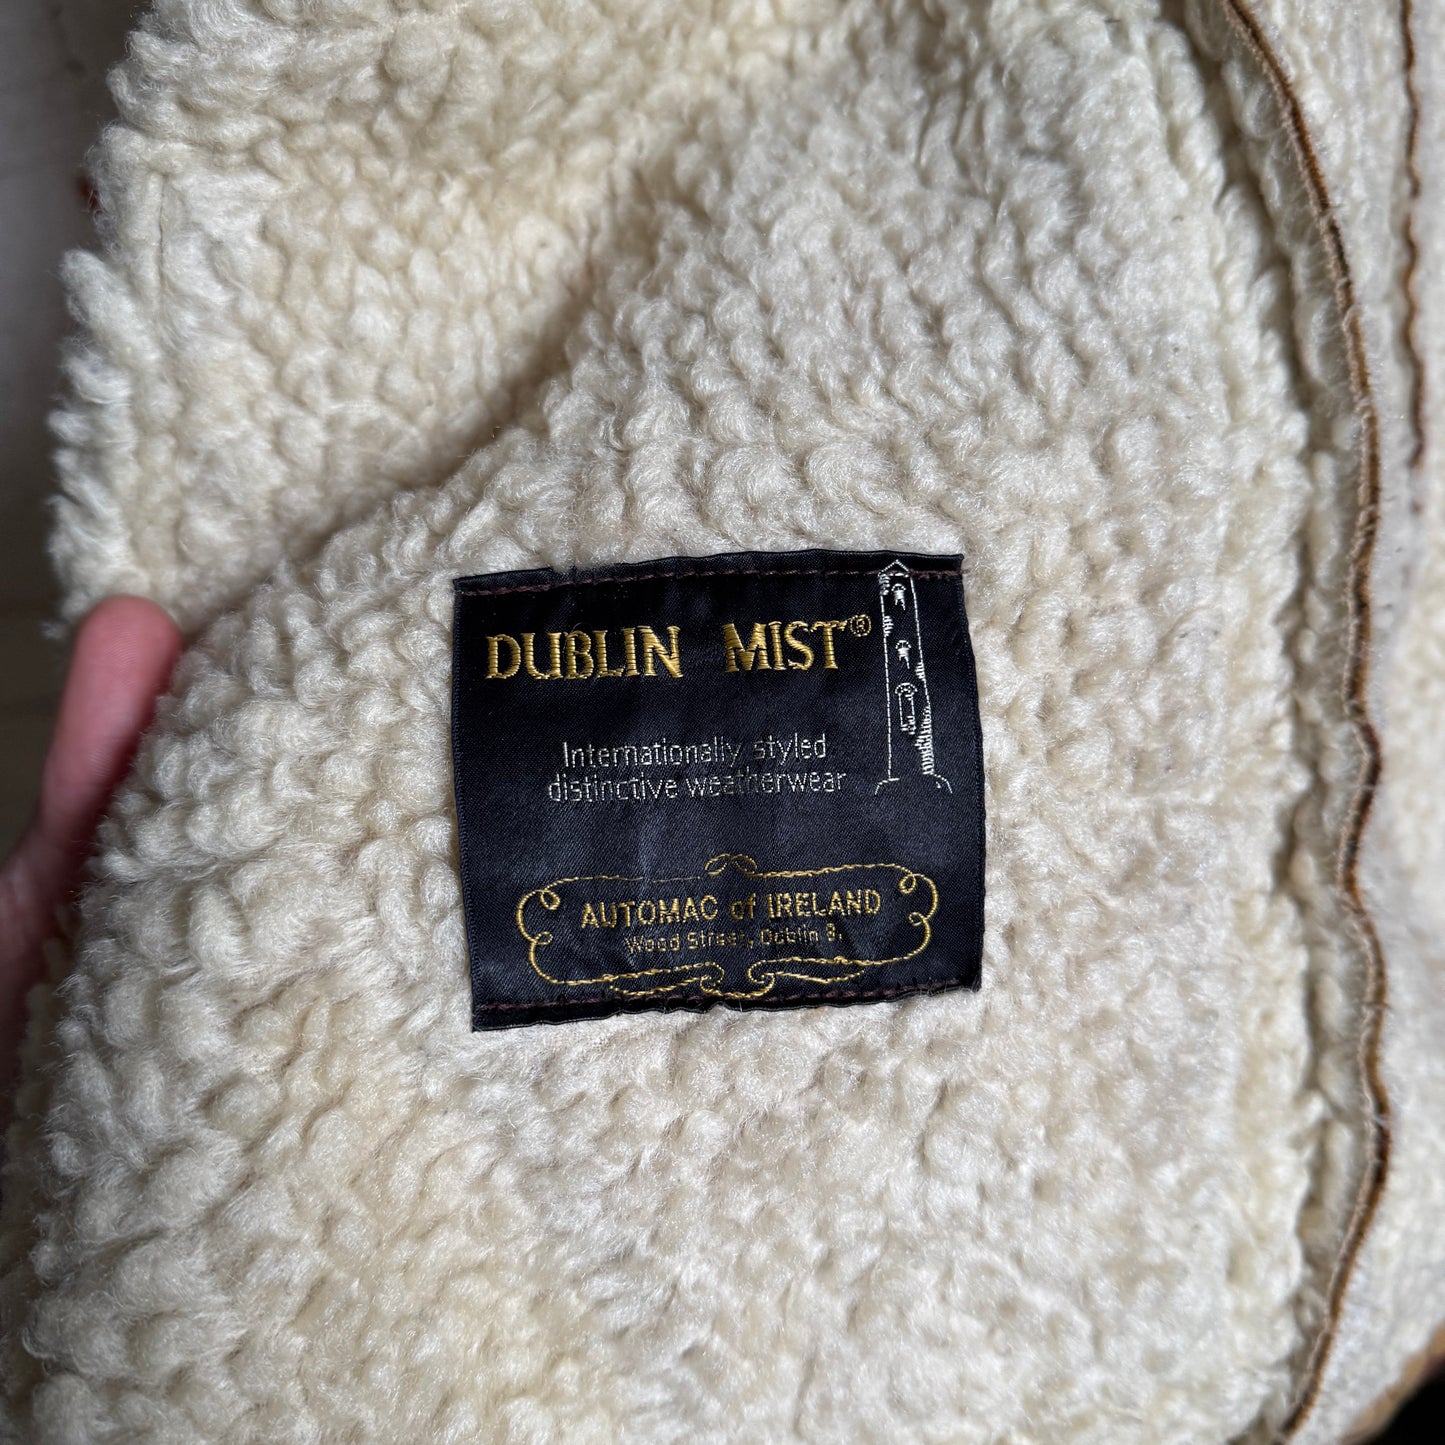 DUBLIN MIST®
Internationally styled
distinctive weatherwear
AUTOMAC of IRELAND
Wood Street, Dublin 8.